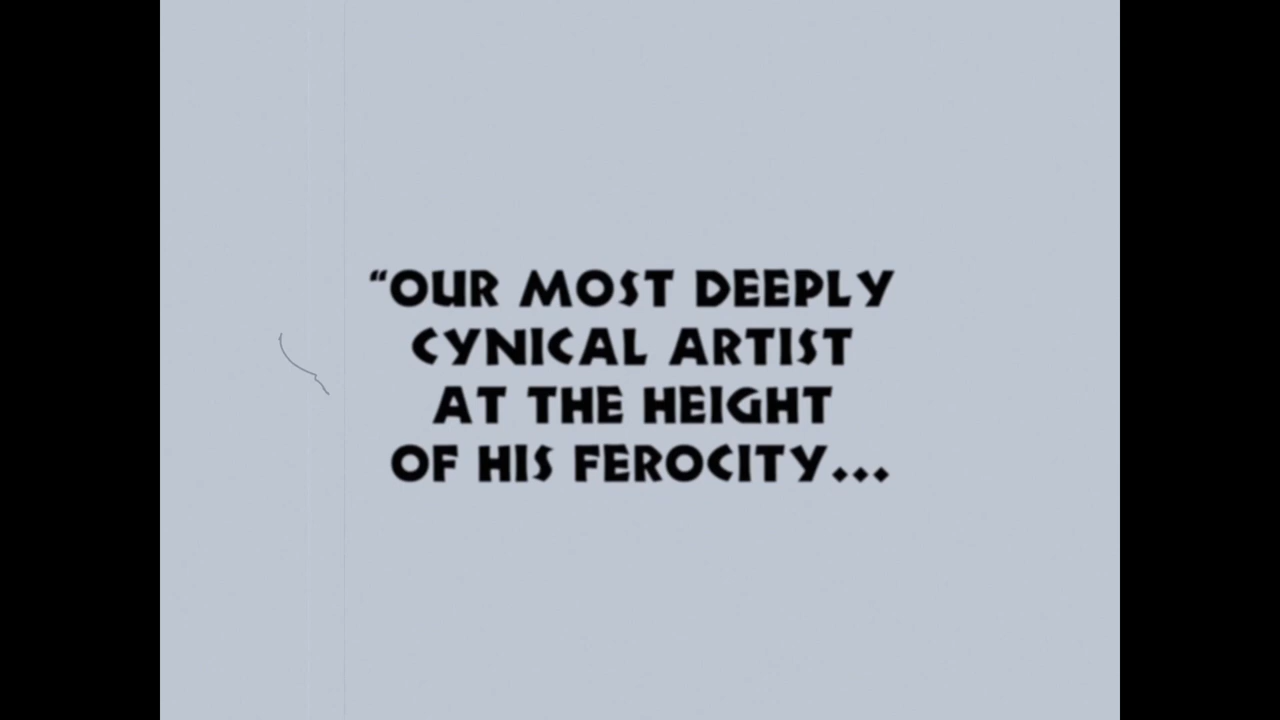 “OUR MOST DEEPLY
CYNICAL ARTIST
AT THE HEIGHT
OF HIS FEROCITY...